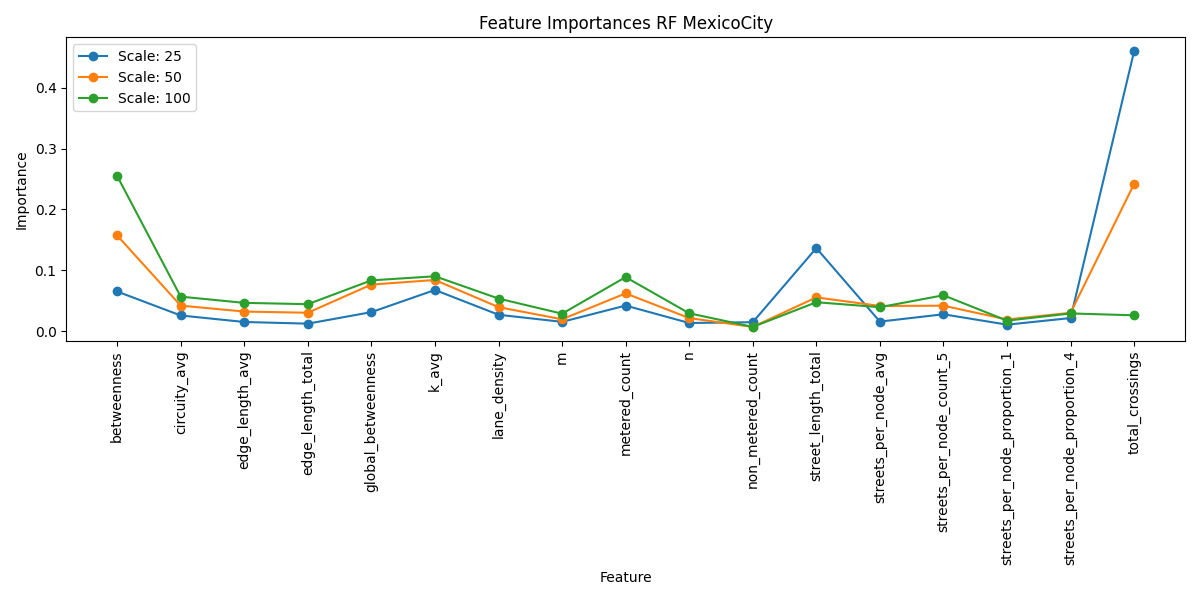 Feature Importances RF MexicoCity
Scale: 25
Scale: 50
Scale: 100
Importance
0.4
0.3
0.2
0.1
0.0
betweenness
circuity_avg
edge_length_avg
edge_length_total
global_betweenness
k_avg
lane_density
m
metered_count
n
non_metered_count
street_length_total
streets_per_node_avg
streets_per_node_count_5
streets_per_node_proportion_1
streets_per_node_proportion_4
total_crossings
Feature